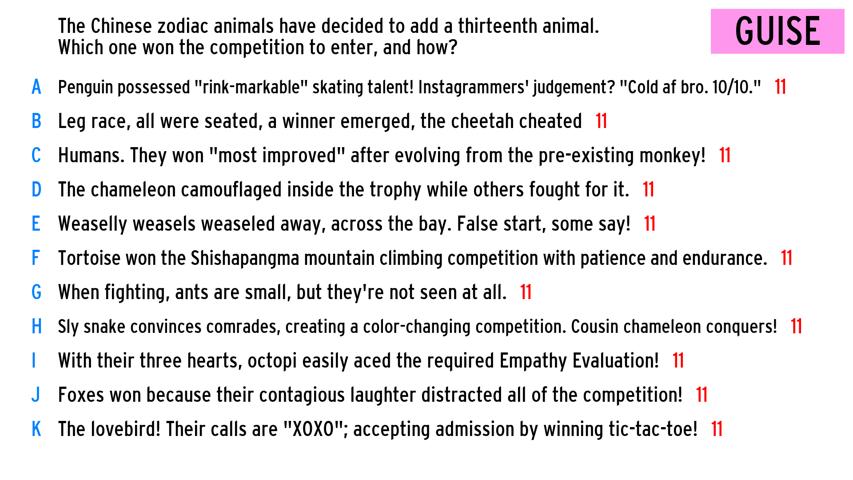 The Chinese zodiac animals have decided to add a thirteenth animal.
Which one won the competition to enter, and how?
GUISE
A Penguin possessed "rink-markable" skating talent! Instagrammers' judgement? "Cold af bro. 10/10." 11
B Leg race, all were seated, a winner emerged, the cheetah cheated 11
C Humans. They won "most improved" after evolving from the pre-existing monkey! 11
D The chameleon camouflaged inside the trophy while others fought for it. 11
E Weaselly weasels weaseled away, across the bay. False start, some say! 11
F Tortoise won the Shishapangma mountain climbing competition with patience and endurance. 11
G When fighting, ants are small, but they're not seen at all. 11
H Sly snake convinces comrades, creating a color-changing competition. Cousin chameleon conquers! 11
I With their three hearts, octopi easily aced the required Empathy Evaluation! 11
J Foxes won because their contagious laughter distracted all of the competition! 11
K The lovebird! Their calls are "XOXO"; accepting admission by winning tic-tac-toe! 11